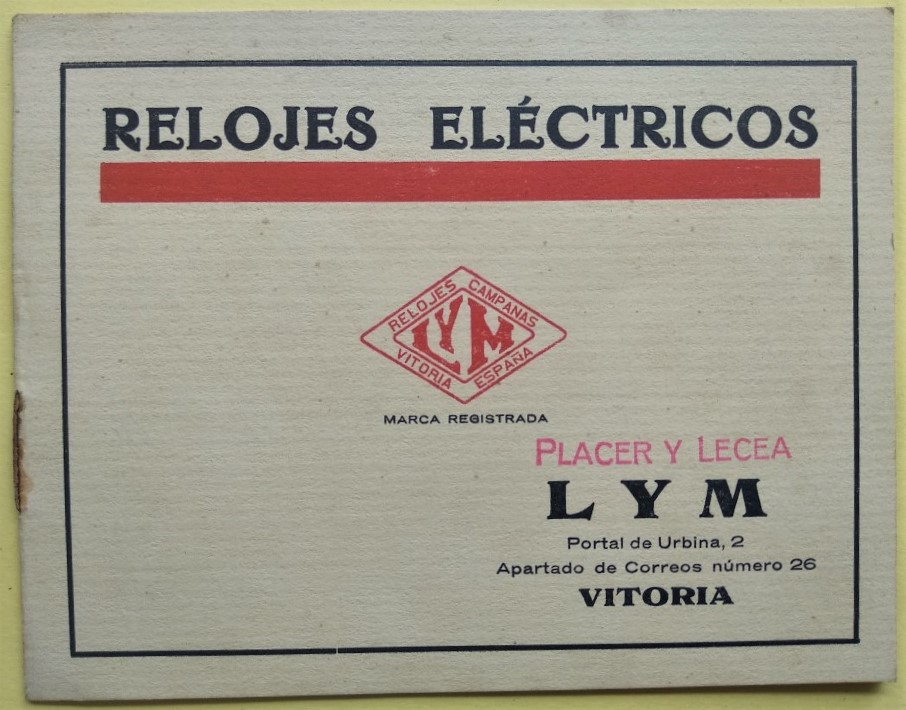 RELOJES ELÉCTRICOS
RELOJES CAMPANAS
LYM
VITORIA ESPAÑA
MARCA REGISTRADA
PLACER Y LECEA
LYM
Portal de Urbina, 2
Apartado de Correos número 26
VITORIA